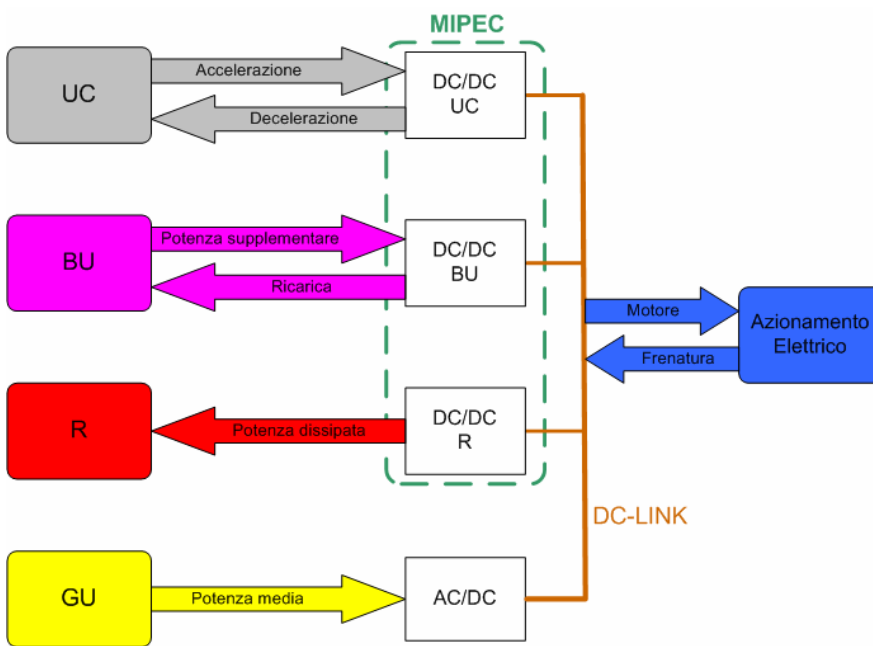 MIPEC
UC
Accelerazione
Decelerazione
DC/DC
UC
BU
Potenza supplementare
Ricarica
DC/DC
BU
Motore
Frenatura
Azionamento
Elettrico
R
Potenza dissipata
DC/DC
R
DC-LINK
GU
Potenza media
AC/DC